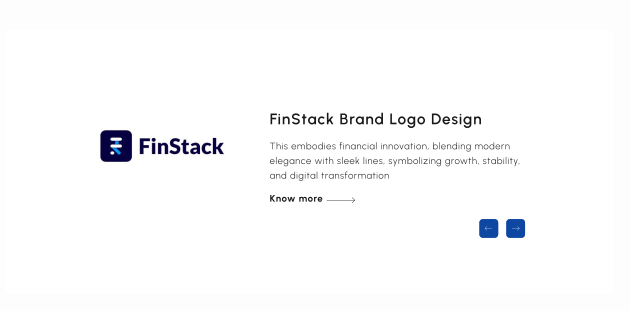 FinStack
FinStack Brand Logo Design
This embodies financial innovation, blending modern
elegance with sleek lines, symbolizing growth, stability,
and digital transformation
Know more